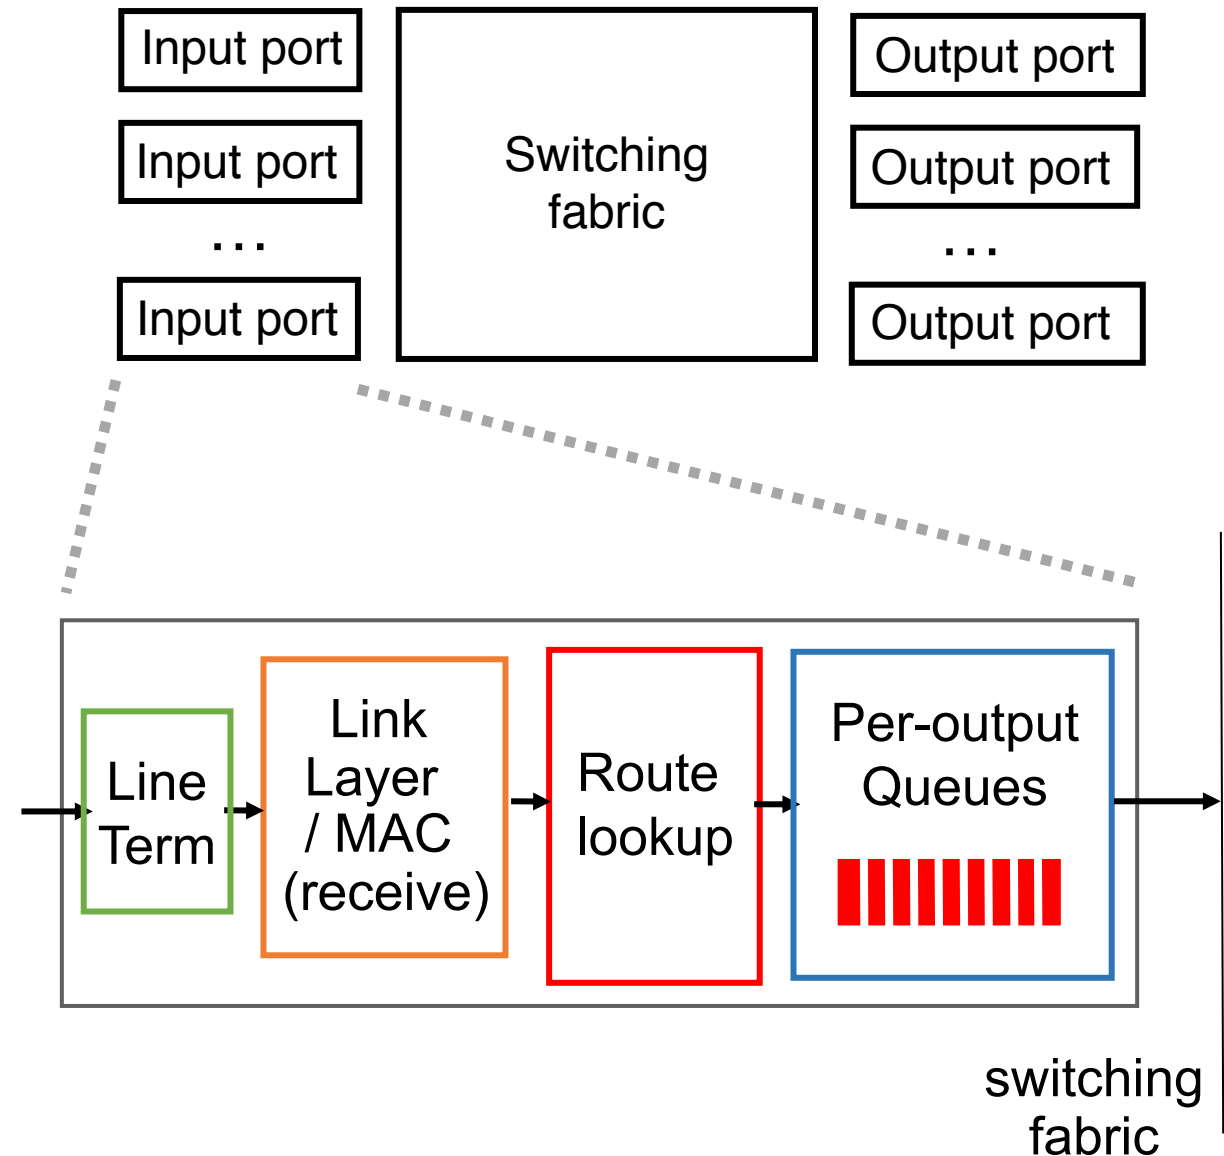 Input port
Output port
Input port
Switching
fabric
Output port
...
...
Input port
Output port
Line
Term
Link
Layer
/ MAC
(receive)
Route
lookup
Per-output
Queues
switching
fabric